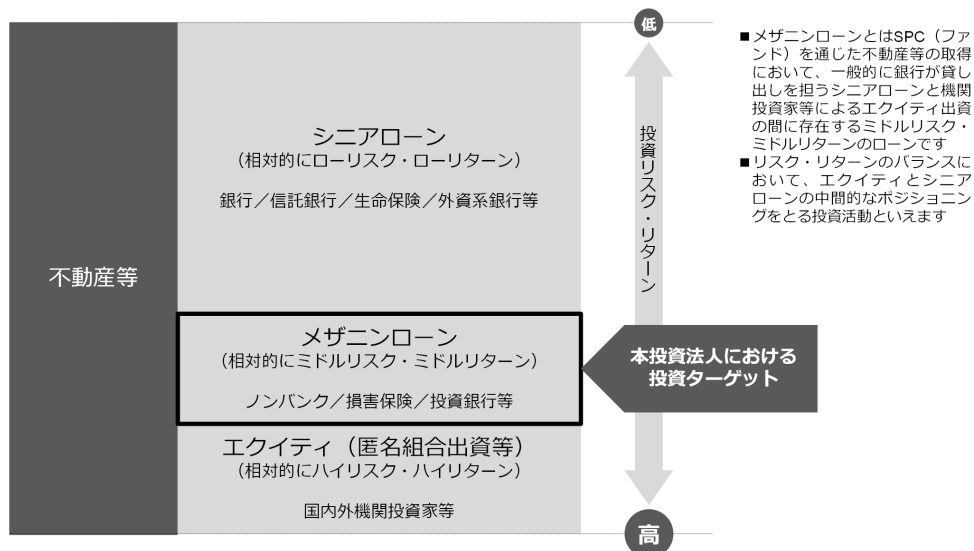 不動産等
シニアローン
（相対的にローリスク・ローリターン）
銀行／信託銀行／生命保険／外資系銀行等
メザニンローン
（相対的にミドルリスク・ミドルリターン）
ノンバンク／損害保険／投資銀行等
エクイティ（匿名組合出資等）
（相対的にハイリスク・ハイリターン）
国内外機関投資家等
低
投資リスク・リターン
高
本投資法人における
投資ターゲット
■メザニンローンとはSPC（ファ
ンド）を通じた不動産等の取得
において、一般的に銀行が貸し
出しを担うシニアローンと機関
投資家等によるエクイティ出資
の間に存在するミドルリスク・
ミドルリターンのローンです
■リスク・リターンのバランスに
おいて、エクイティとシニア
ローンの中間的なポジショニン
グをとる投資活動といえます